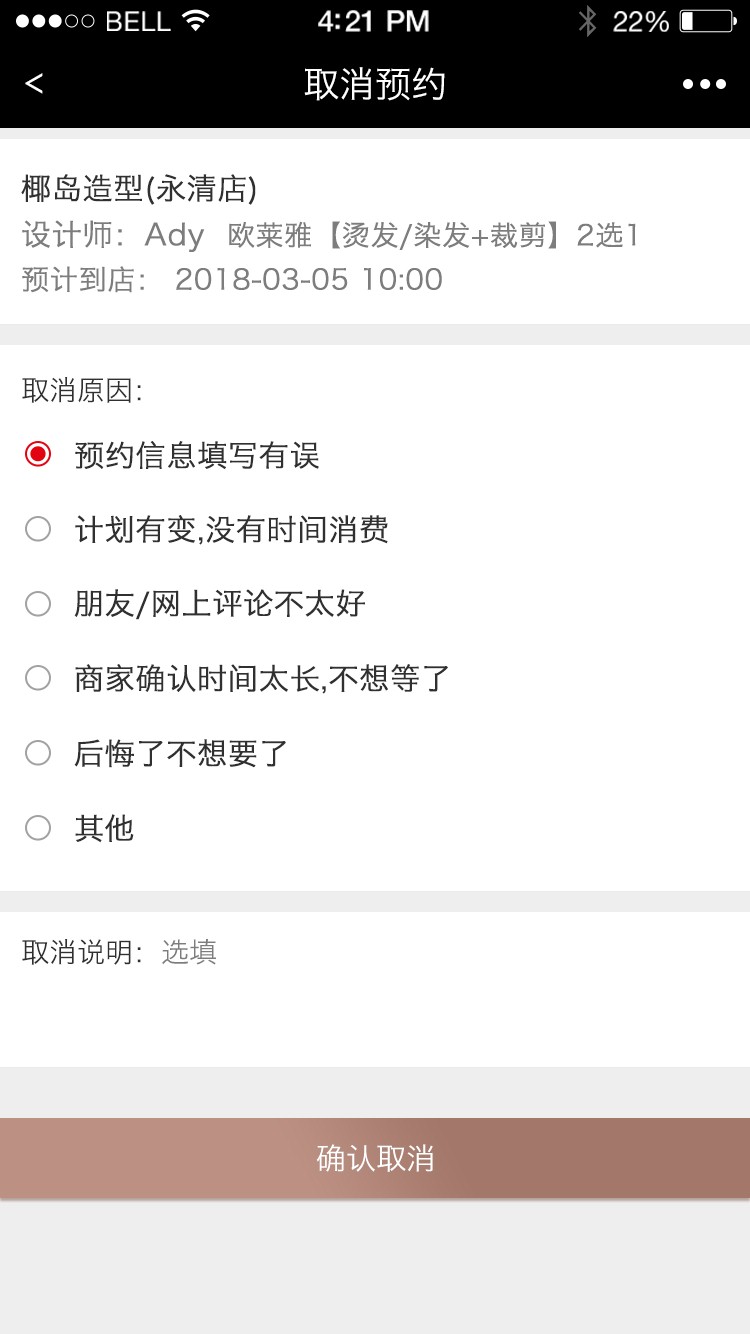 BELL 4:21 PM 22%
< 取消预约
椰岛造型(永清店)
设计师：Ady 欧莱雅【烫发/染发+裁剪】2选1
预计到店： 2018-03-05 10:00
取消原因：
预约信息填写有误
计划有变,没有时间消费
朋友/网上评论不太好
商家确认时间太长,不想等了
后悔了不想要了
其他
取消说明：选填
确认取消